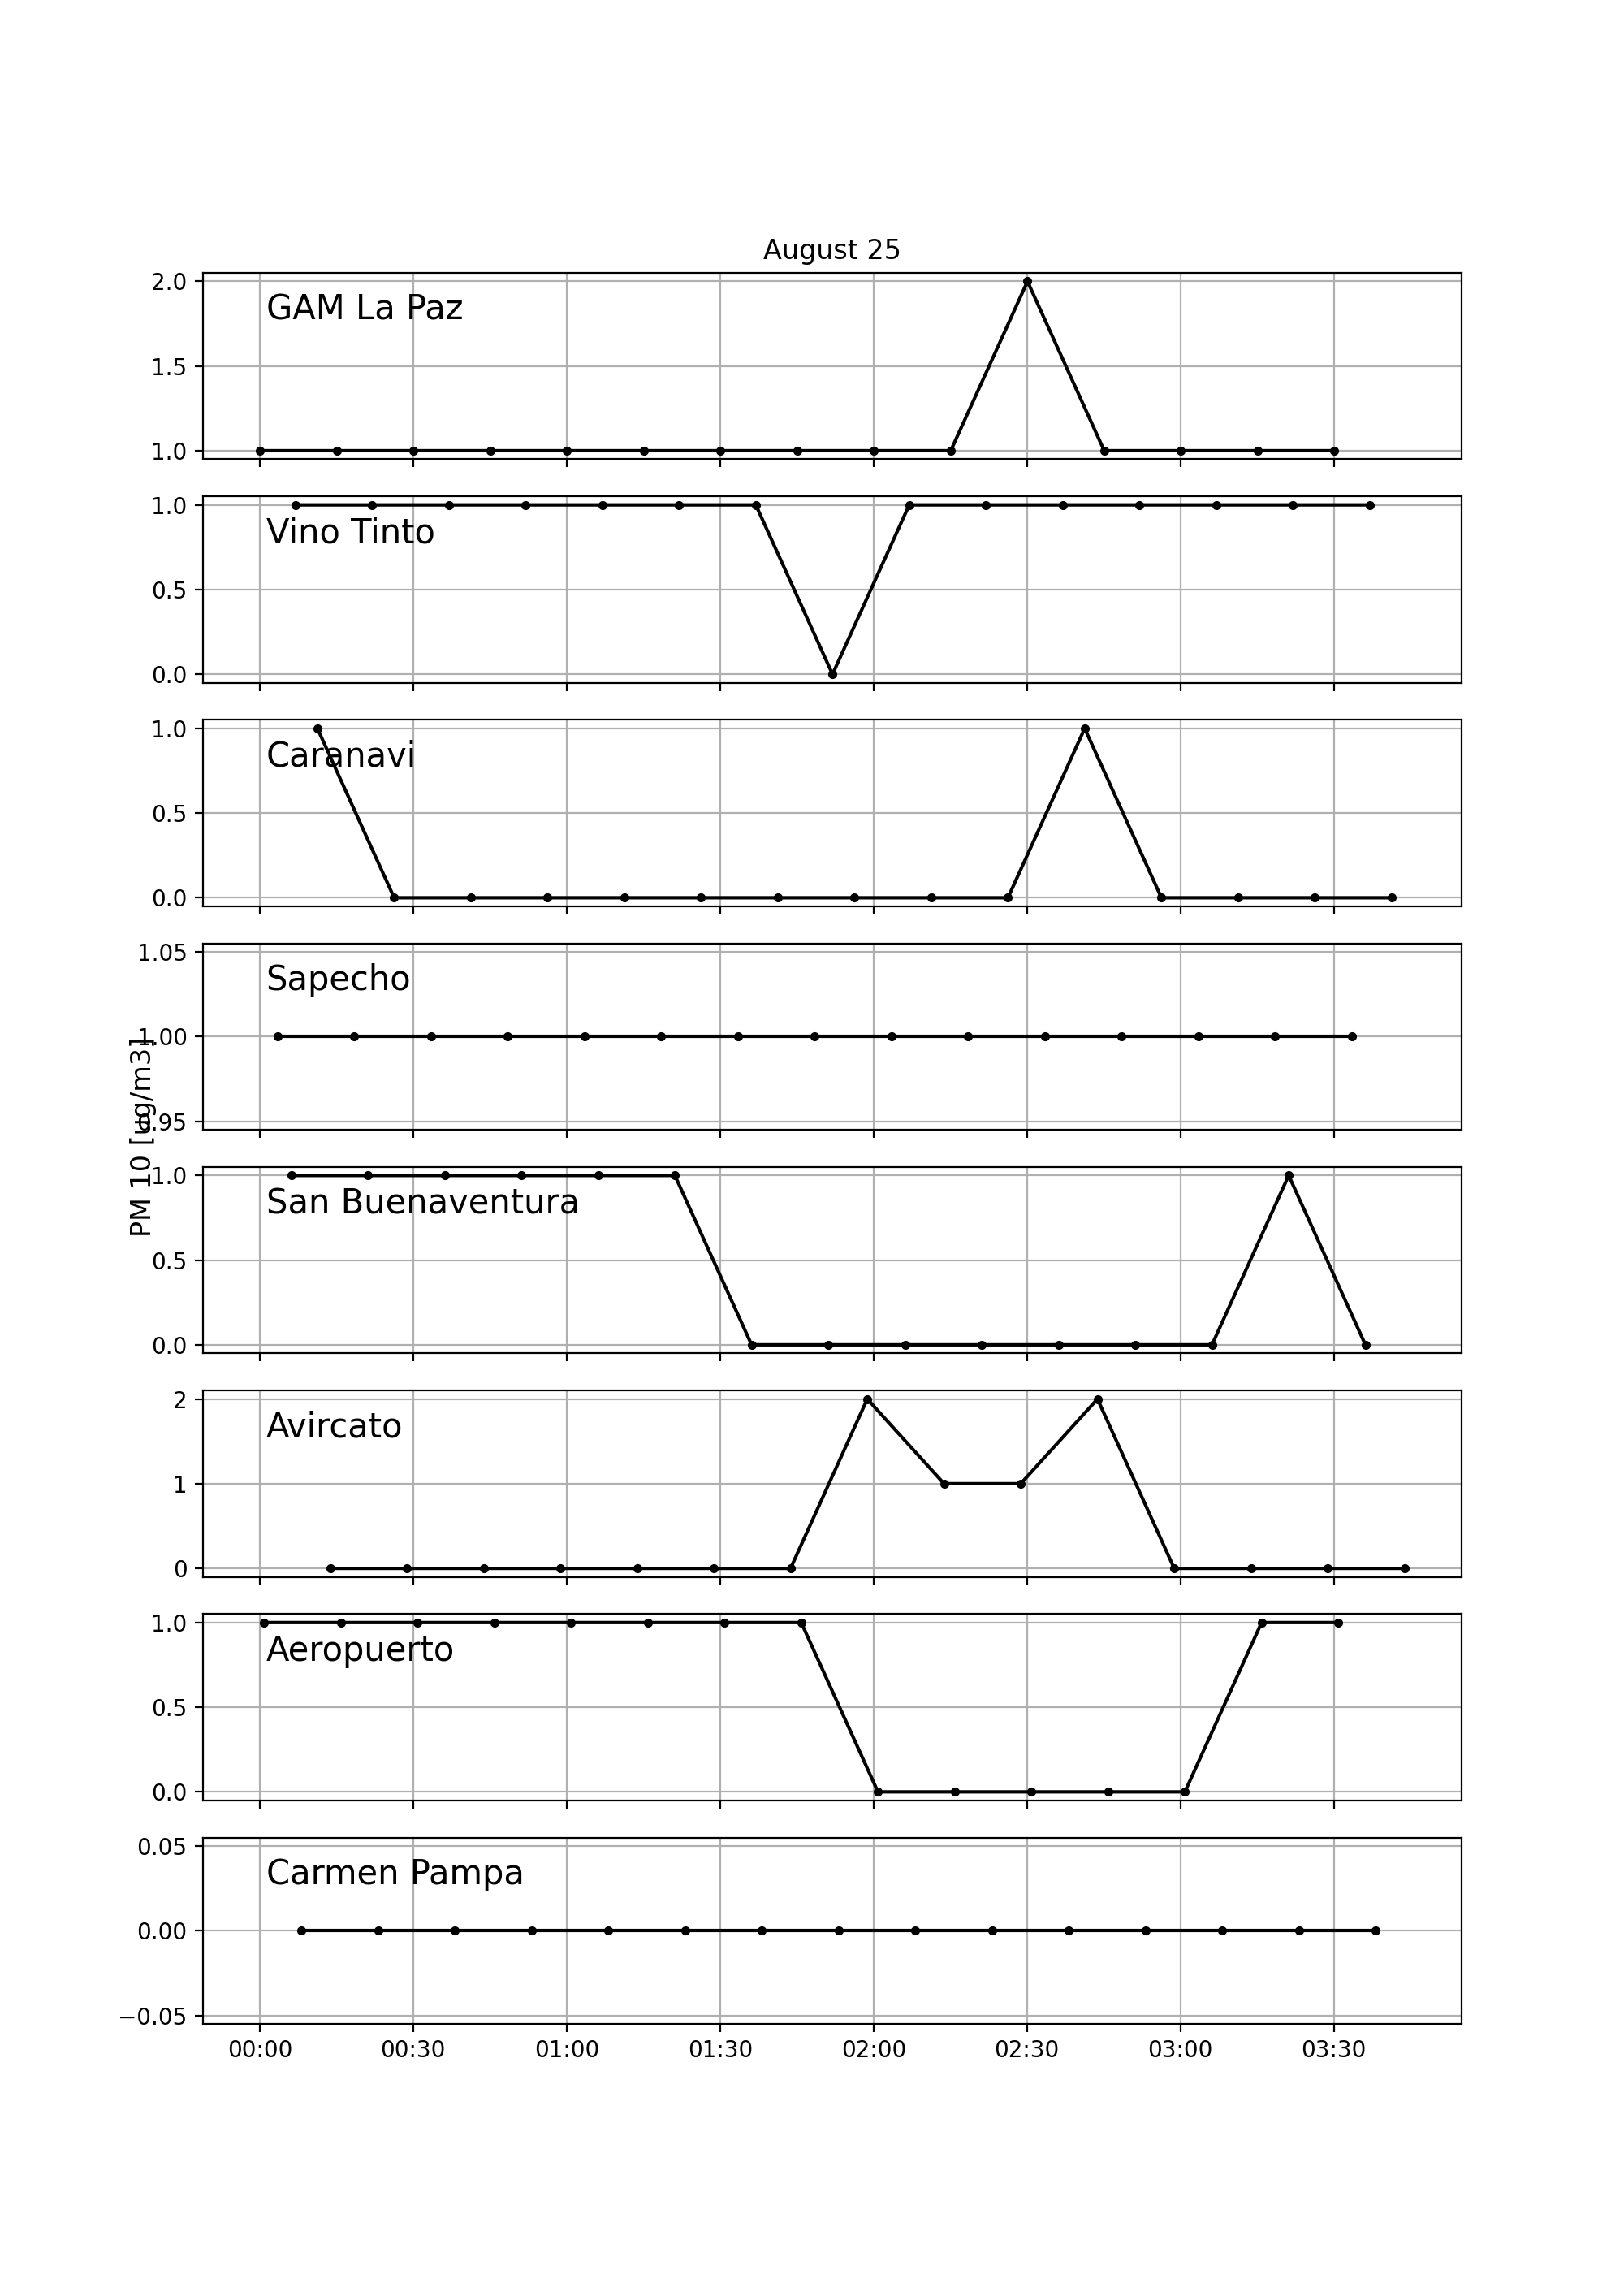 August 25
2.0
GAM La Paz
1.5
1.0
1.0
Vino Tinto
0.5
0.0
1.0
Caranavi
0.5
0.0
1.05
Sapecho
1.00
0.95
PM 10 [ug/m3]
1.0
San Buenaventura
0.5
0.0
2
Avircato
1
0
1.0
Aeropuerto
0.5
0.0
0.05
Carmen Pampa
0.00
−0.05
00:00 00:30 01:00 01:30 02:00 02:30 03:00 03:30